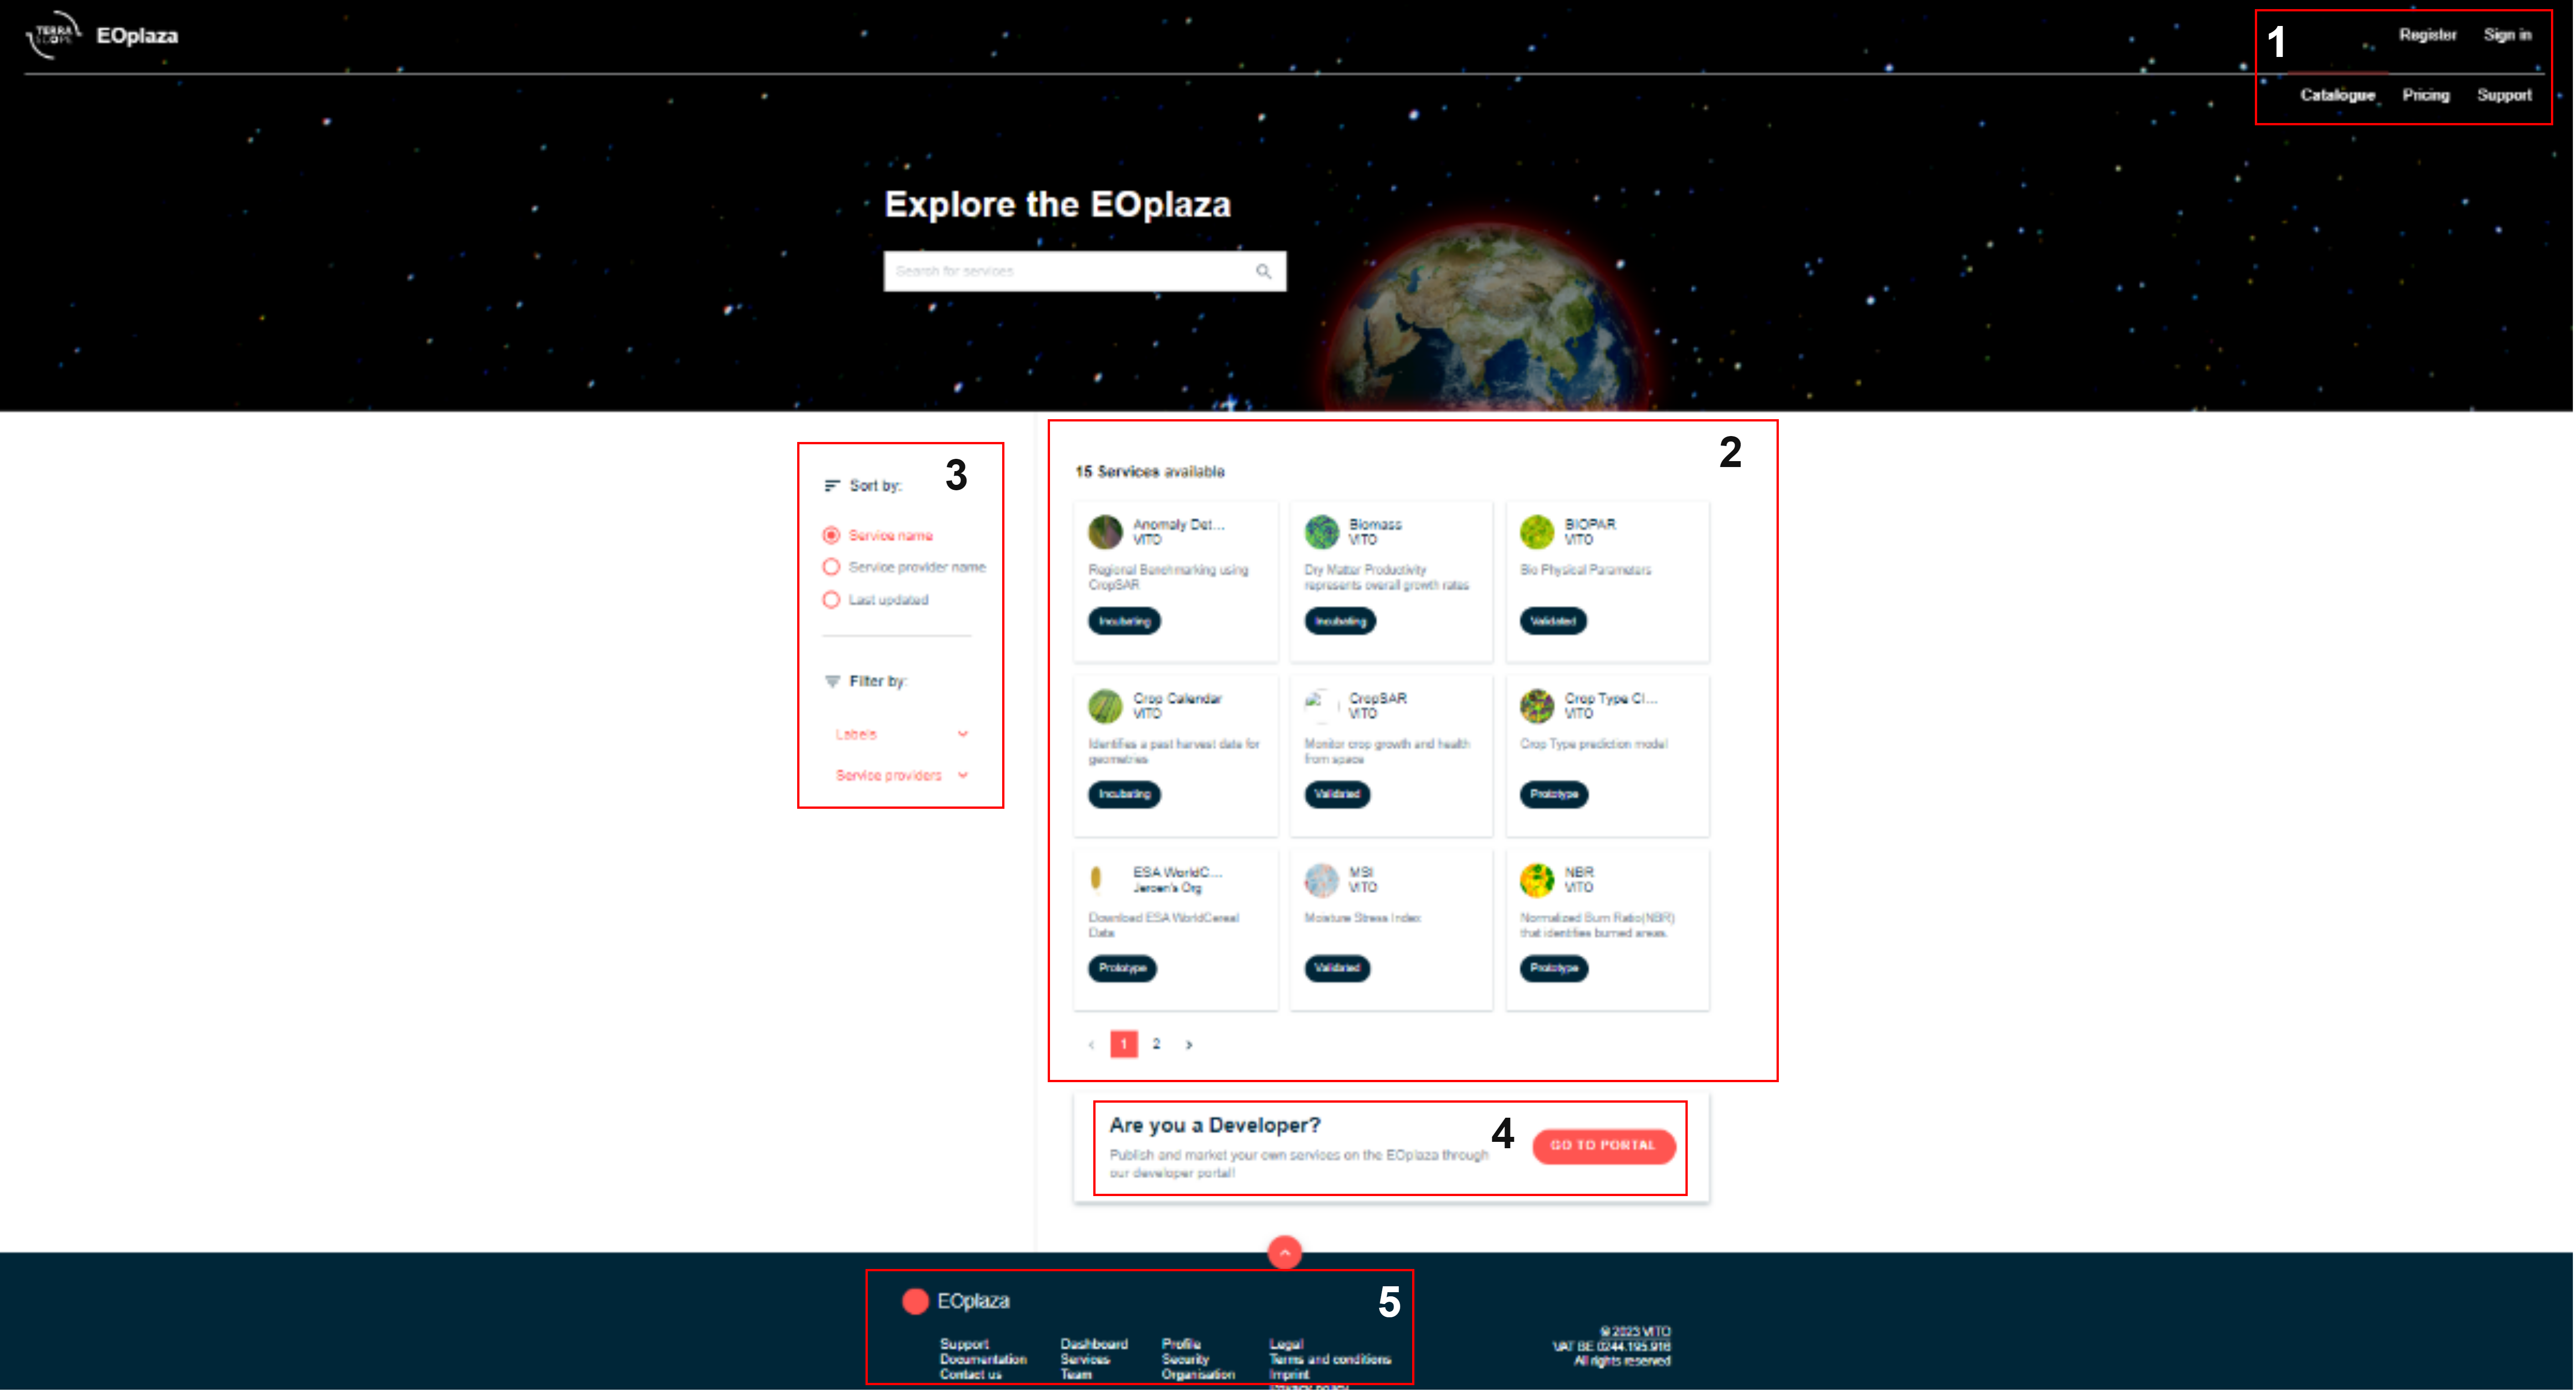 TERRA
SCOPE
EOplaza
1
Register
Sign in
Catalogue
Pricing
Support
Explore the EOplaza
Search for services
3
Sort by:
Service name
Service provider name
Last updated
Filter by:
Labels
Service providers
2
15 Services available
Anomaly Det...
VITO
Regional Benchmarking using
CropSAR
Incubating
Biomass
VITO
Dry Matter Productivity
represents overall growth rates
Incubating
BIOPAR
VITO
Bio Physical Parameters
Validated
Crop Calendar
VITO
Identifies a past harvest date for
geometries
Incubating
CropSAR
VITO
Monitor crop growth and health
from space
Validated
Crop Type Cl...
VITO
Crop Type prediction model
Prototype
ESA WorldC...
Jeroen's Org
Download ESA WorldCereal
Data
Prototype
MSI
VITO
Moisture Stress Index
Validated
NBR
VITO
Normalized Burn Ratio(NBR)
that identifies burned areas.
Prototype
1
2
Are you a Developer?
Publish and market your own services on the EOplaza through
our developer portal!
4
GO TO PORTAL
EOplaza
5
Support
Documentation
Contact us
Dashboard
Services
Team
Profile
Security
Organisation
Legal
Terms and conditions
Imprint
Privacy policy
© 2023 VITO
VAT BE 0244.195.916
All rights reserved